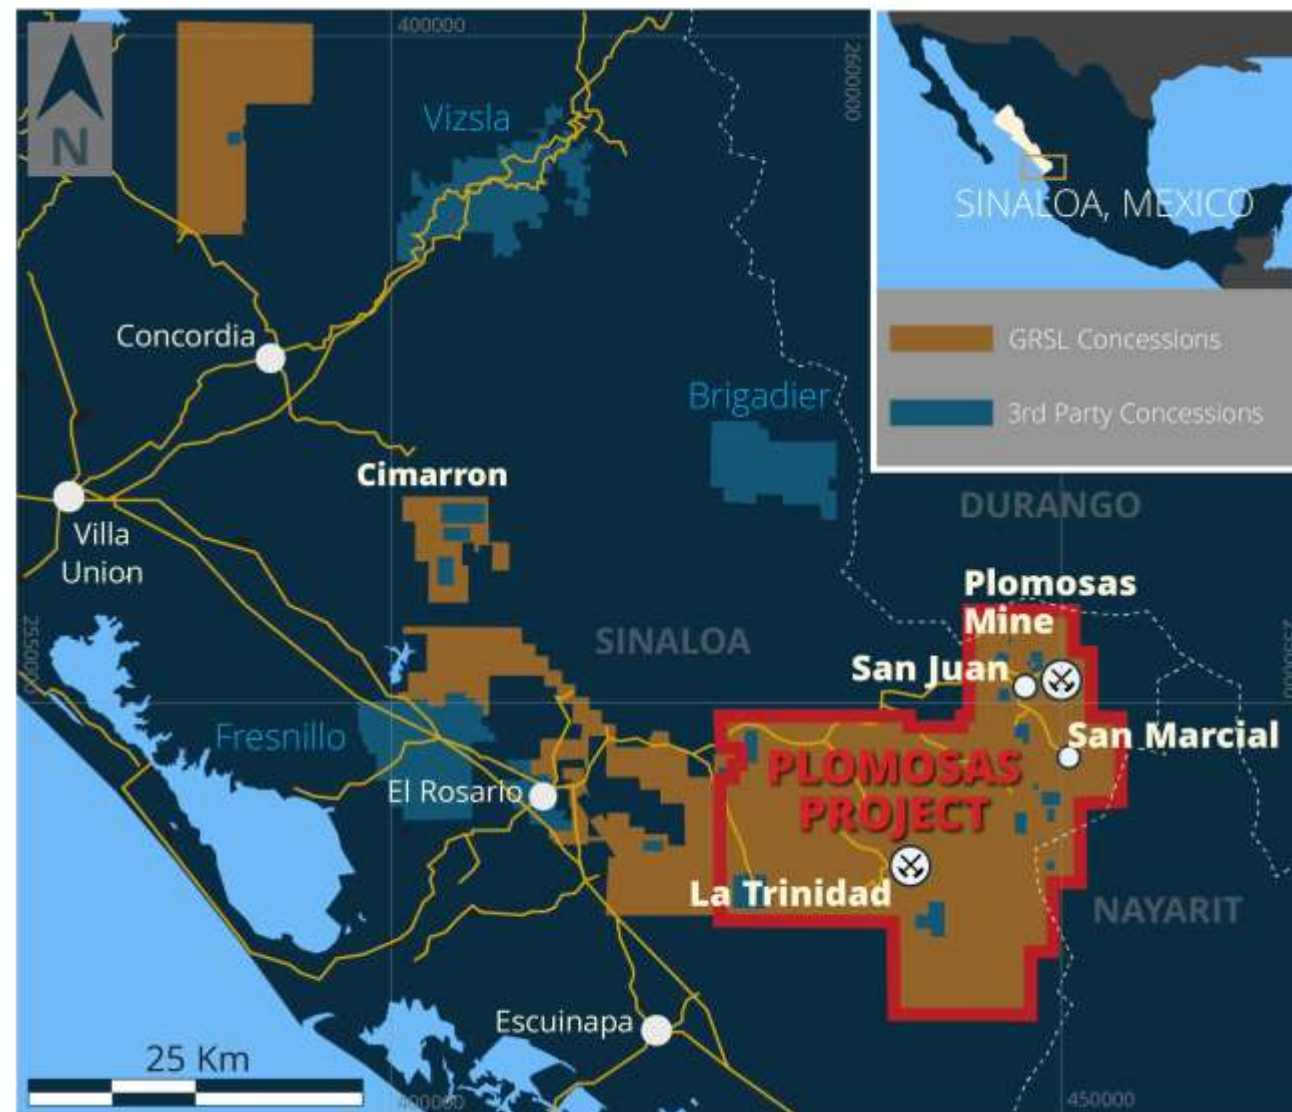 400000
2600000
N
Vizsla
SINALOA, MEXICO
GRSL Concessions
3rd Party Concessions
Concordia
Brigadier
Cimarron
DURANGO
Villa
Union
Plomosas
Mine
2550000
SINALOA
San Juan
San Marcial
Fresnillo
PLOMOSAS
PROJECT
El Rosario
La Trinidad
NAYARIT
Escuinapa
25 Km
400000
450000